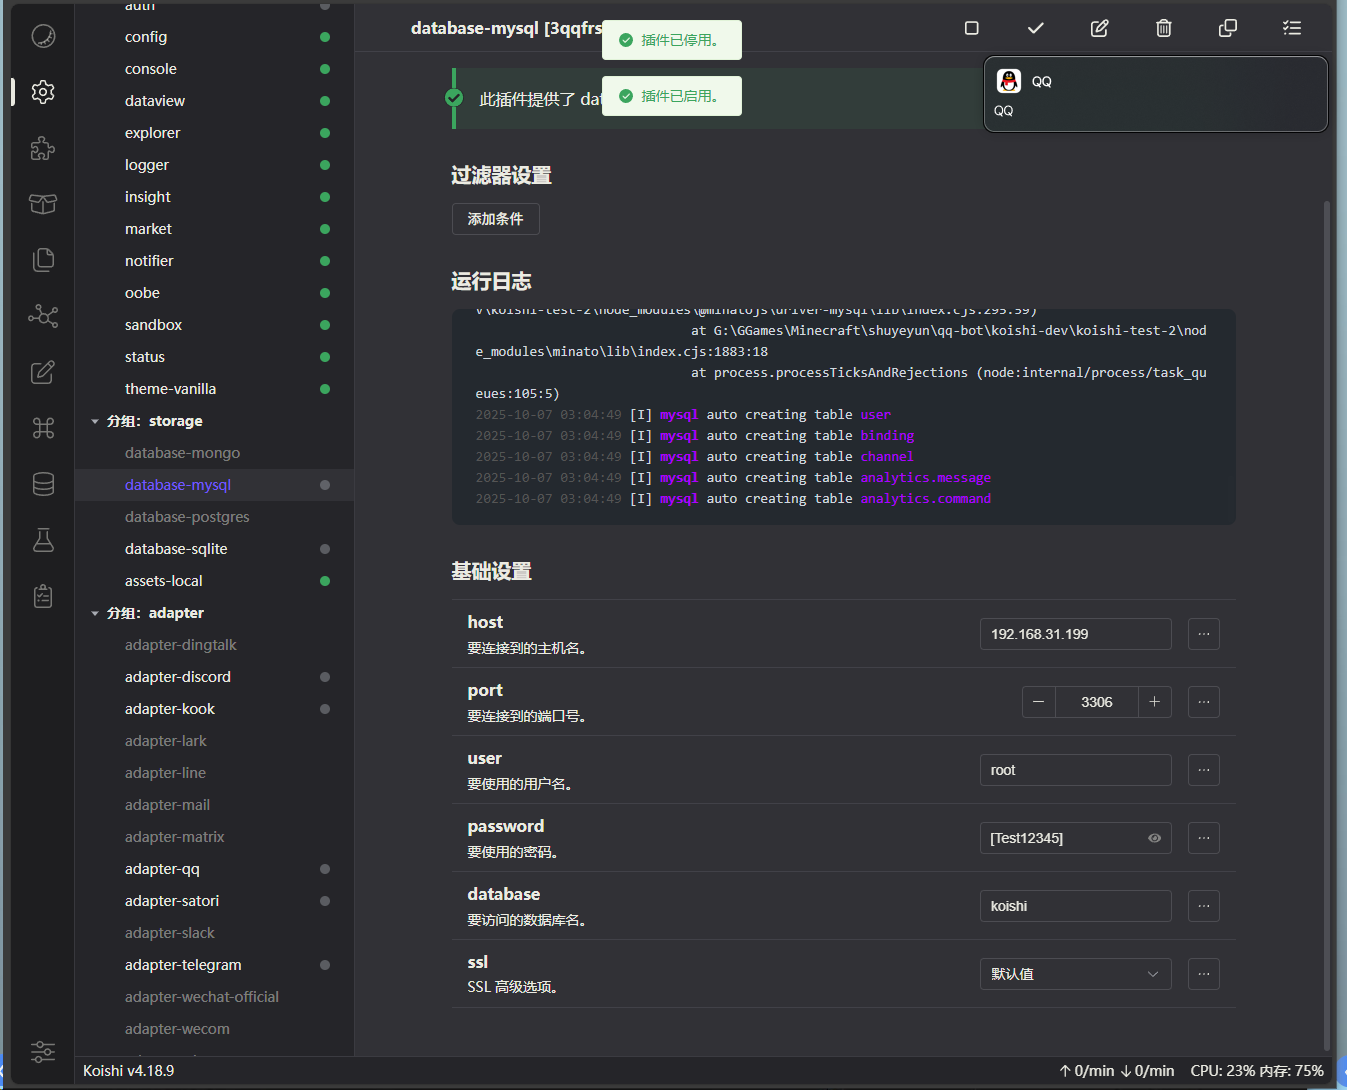 auth
config
console
dataview
explorer
logger
insight
market
notifier
oobe
sandbox
status
theme-vanilla
分组：storage
database-mongo
database-mysql
database-postgres
database-sqlite
assets-local
分组：adapter
adapter-dingtalk
adapter-discord
adapter-kook
adapter-lark
adapter-line
adapter-mail
adapter-matrix
adapter-qq
adapter-satori
adapter-slack
adapter-telegram
adapter-wechat-official
adapter-wecom
database-mysql [3qqfrs
插件已停用。
插件已启用。
QQ
QQ
此插件提供了 dat
过滤器设置
添加条件
运行日志
v\koishi-test-2\node_modules\@minatojs\driver-mysql\lib\index.cjs:295:59)
at G:\GGames\Minecraft\shuyeyun\qq-bot\koishi-dev\koishi-test-2\nod
e_modules\minato\lib\index.cjs:1883:18
at process.processTicksAndRejections (node:internal/process/task_qu
eues:105:5)
2025-10-07 03:04:49 [I] mysql auto creating table user
2025-10-07 03:04:49 [I] mysql auto creating table binding
2025-10-07 03:04:49 [I] mysql auto creating table channel
2025-10-07 03:04:49 [I] mysql auto creating table analytics.message
2025-10-07 03:04:49 [I] mysql auto creating table analytics.command
基础设置
host
要连接到的主机名。
192.168.31.199
port
要连接到的端口号。
3306
user
要使用的用户名。
root
password
要使用的密码。
[Test12345]
database
要访问的数据库名。
koishi
ssl
SSL 高级选项。
默认值
Koishi v4.18.9
↑ 0/min ↓ 0/min CPU: 23% 内存: 75%